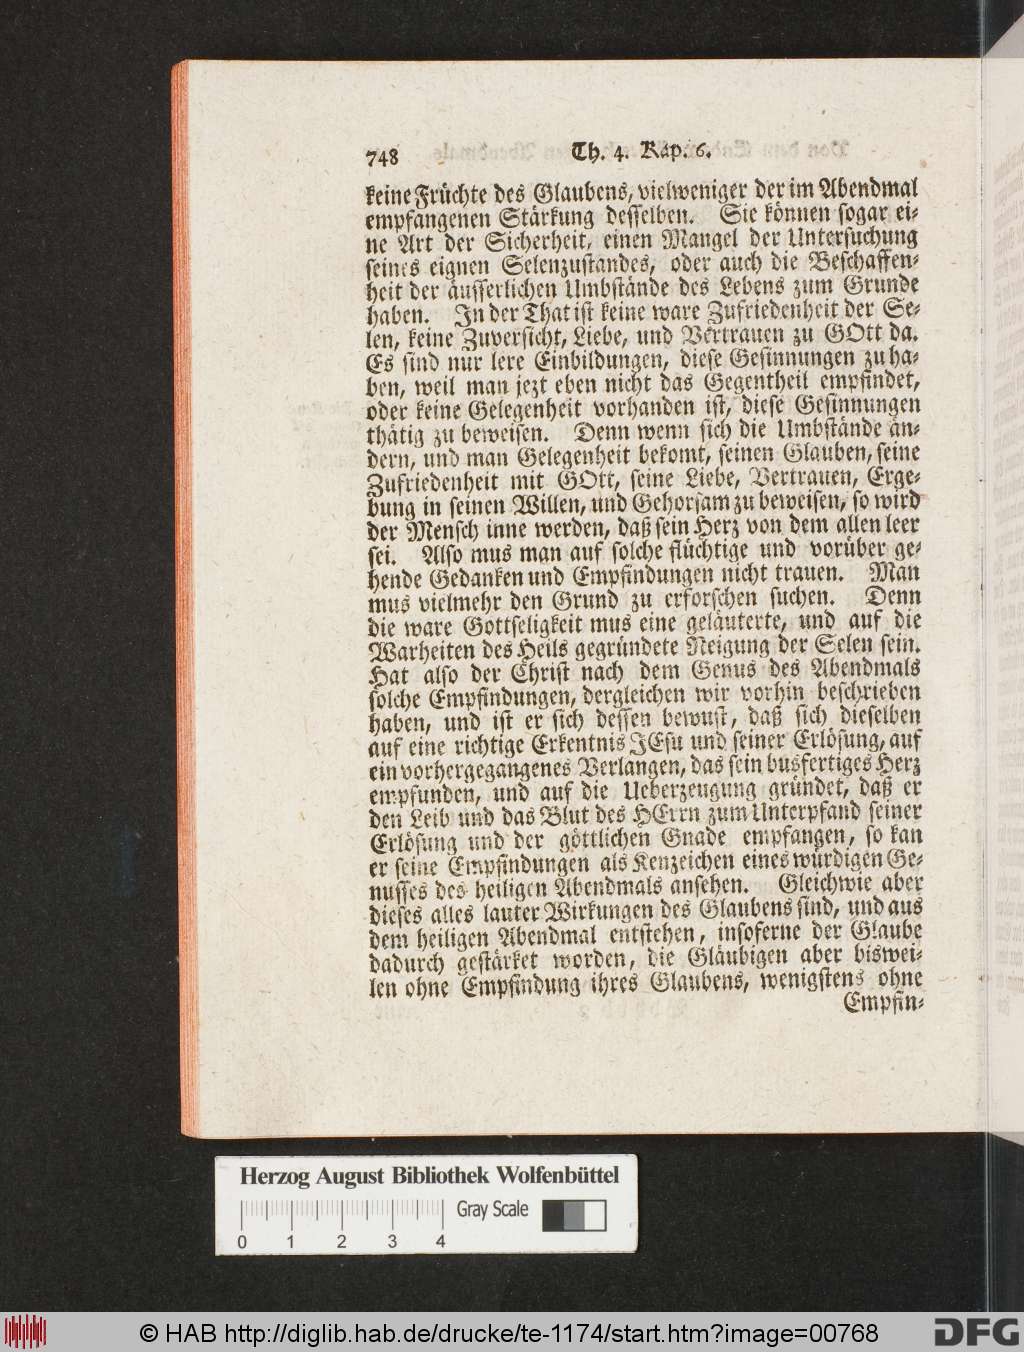 748 Th. 4. Kap. 6.
keine Früchte des Glaubens, vielweniger der im Abendmal
empfangenen Stärkung desselben. Sie können sogar ei-
ne Art der Sicherheit, einen Mangel der Untersuchung
seines eignen Selenzustandes, oder auch die Beschaffen-
heit der äusserlichen Umbstände des Lebens zum Grunde
haben. In der That ist keine ware Zufriedenheit der Se-
len, keine Zuversicht, Liebe, und Vertrauen zu GOtt da.
Es sind nur lere Einbildungen, diese Gesinnungen zu ha-
ben, weil man jezt eben nicht das Gegentheil empfindet,
oder keine Gelegenheit vorhanden ist, diese Gesinnungen
thätig zu beweisen. Denn wenn sich die Umbstände än-
dern, und man Gelegenheit bekomt, seinen Glauben, seine
Zufriedenheit mit GOtt, seine Liebe, Vertrauen, Erge-
bung in seinen Willen, und Gehorsam zu beweisen, so wird
der Mensch inne werden, daß sein Herz von dem allen leer
sei. Also mus man auf solche flüchtige und vorüber ge-
hende Gedanken und Empfindungen nicht trauen. Man
mus vielmehr den Grund zu erforschen suchen. Denn
die ware Gottseligkeit mus eine geläuterte, und auf die
Warheiten des Heils gegründete Neigung der Selen sein.
Hat also der Christ nach dem Genus des Abendmals
solche Empfindungen, dergleichen wir vorhin beschrieben
haben, und ist er sich dessen bewust, daß sich dieselben
auf eine richtige Erkentnis JEsu und seiner Erlösung, auf
ein vorhergegangenes Verlangen, das sein busfertiges Herz
empfunden, und auf die Ueberzeugung gründet, daß er
den Leib und das Blut des HErrn zum Unterpfand seiner
Erlösung und der göttlichen Gnade empfangen, so kan
er seine Empfindungen als Kenzeichen eines würdigen Ge-
nusses des heiligen Abendmals ansehen. Gleichwie aber
dieses alles lauter Wirkungen des Glaubens sind, und aus
dem heiligen Abendmal entstehen, insoferne der Glaube
dadurch gestärket worden, die Gläubigen aber biswei-
len ohne Empfindung ihres Glaubens, wenigstens ohne
Empfin-
Herzog August Bibliothek Wolfenbüttel
Gray Scale
0 1 2 3 4
© HAB http://diglib.hab.de/drucke/te-1174/start.htm?image=00768
DFG